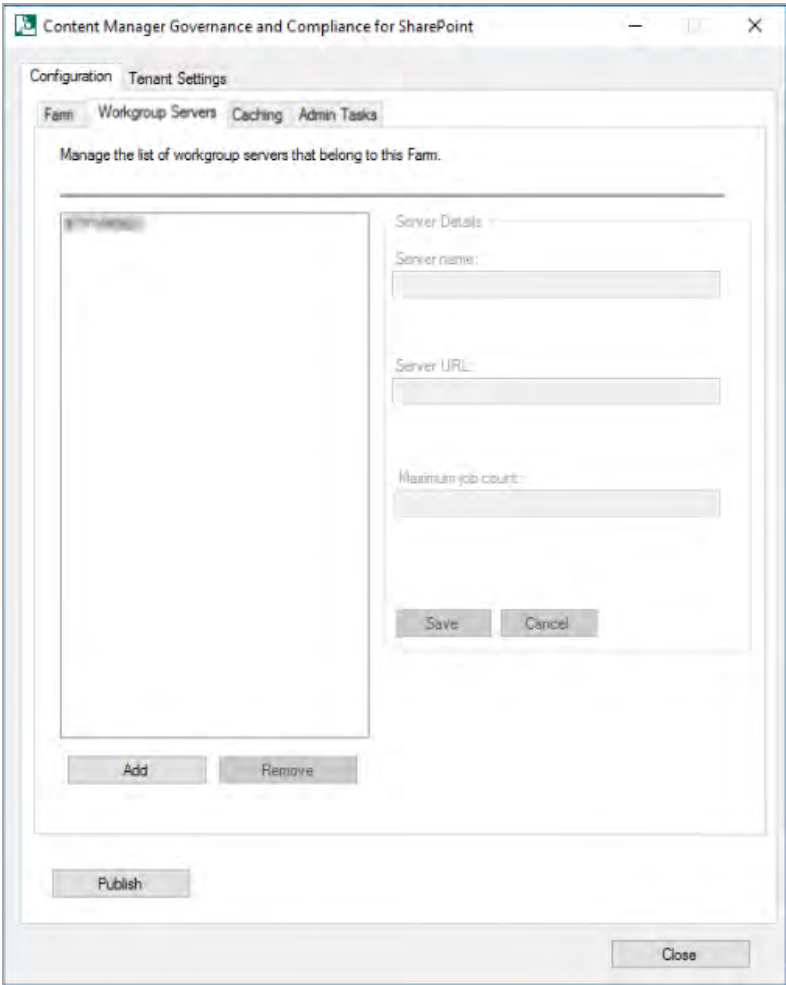 Content Manager Governance and Compliance for SharePoint
Configuration Tenant Settings
Farm Workgroup Servers Caching Admin Tasks
Manage the list of workgroup servers that belong to this Farm.
Server Details
Server name:
Server URL:
Maximum job count:
Save Cancel
Add Remove
Publish
Close